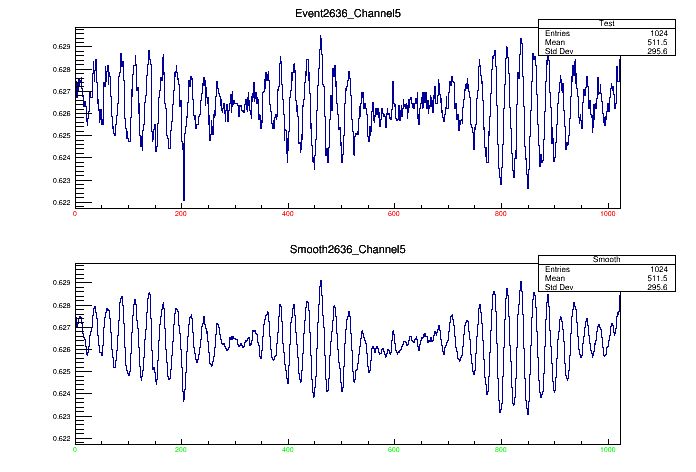 Event2636_Channel5
Test
Entries 1024
Mean 511.5
Std Dev 295.6
0.629
0.628
0.627
0.626
0.625
0.624
0.623
0.622
0 200 400 600 800 1000
Smooth2636_Channel5
Smooth
Entries 1024
Mean 511.5
Std Dev 295.6
0.629
0.628
0.627
0.626
0.625
0.624
0.623
0.622
0 200 400 600 800 1000